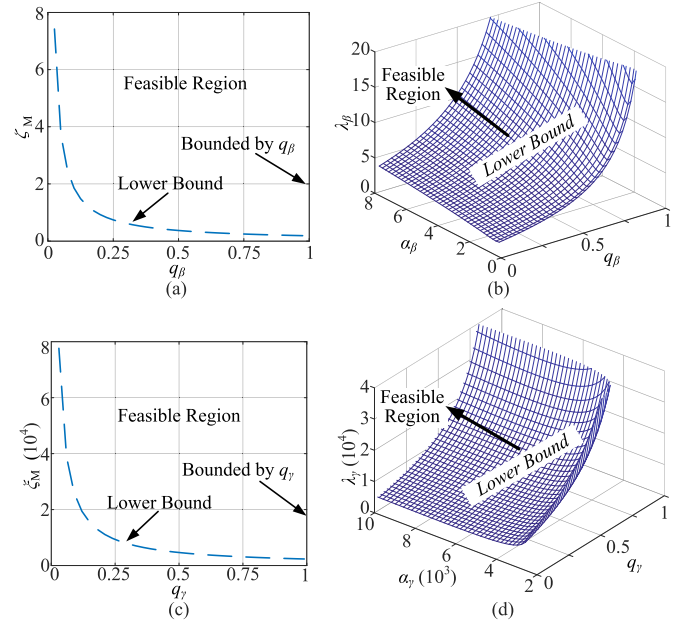 8
6
4
2
0
ζM
Feasible Region
Bounded by qβ
Lower Bound
0 0.25 0.5 0.75 1
qβ
(a)
20
15
10
5
0
λβ
Feasible
Region
Lower Bound
8 6 4 2 0
αβ
0 0.5 1
qβ
(b)
8
6
4
2
0
ξM (10⁴)
Feasible Region
Bounded by qγ
Lower Bound
0 0.25 0.5 0.75 1
qγ
(c)
4
3
2
1
0
λγ (10⁴)
Feasible
Region
Lower Bound
10 8 6 4 2
αγ (10³)
0 0.5 1
qγ
(d)